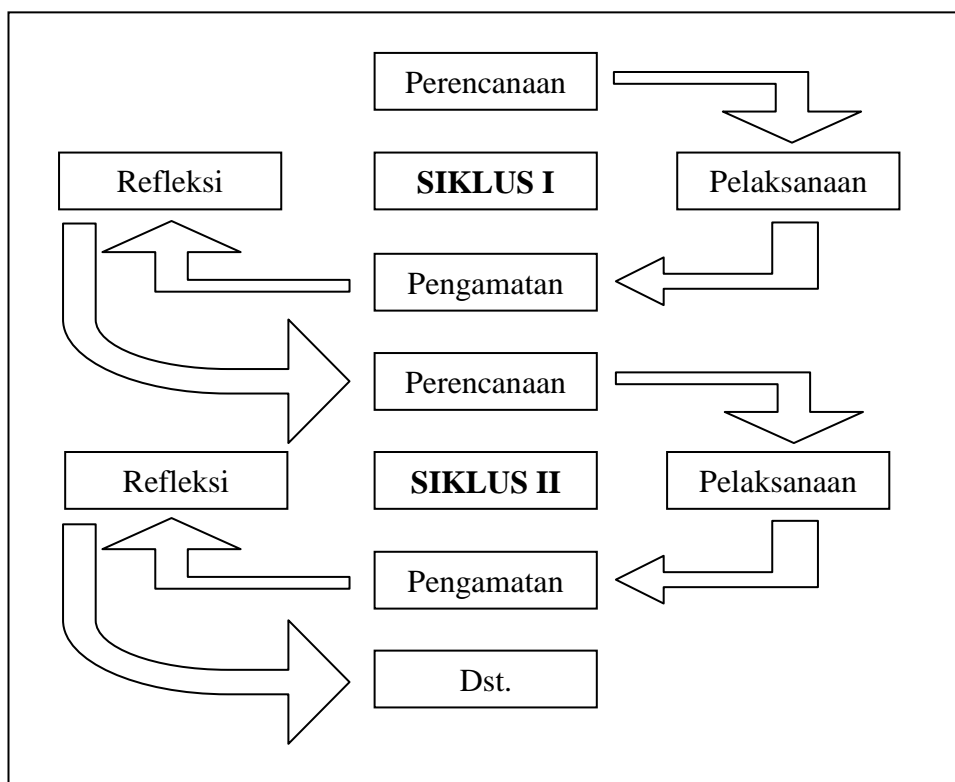 Perencanaan
Refleksi
SIKLUS I
Pelaksanaan
Pengamatan
Perencanaan
Refleksi
SIKLUS II
Pelaksanaan
Pengamatan
Dst.